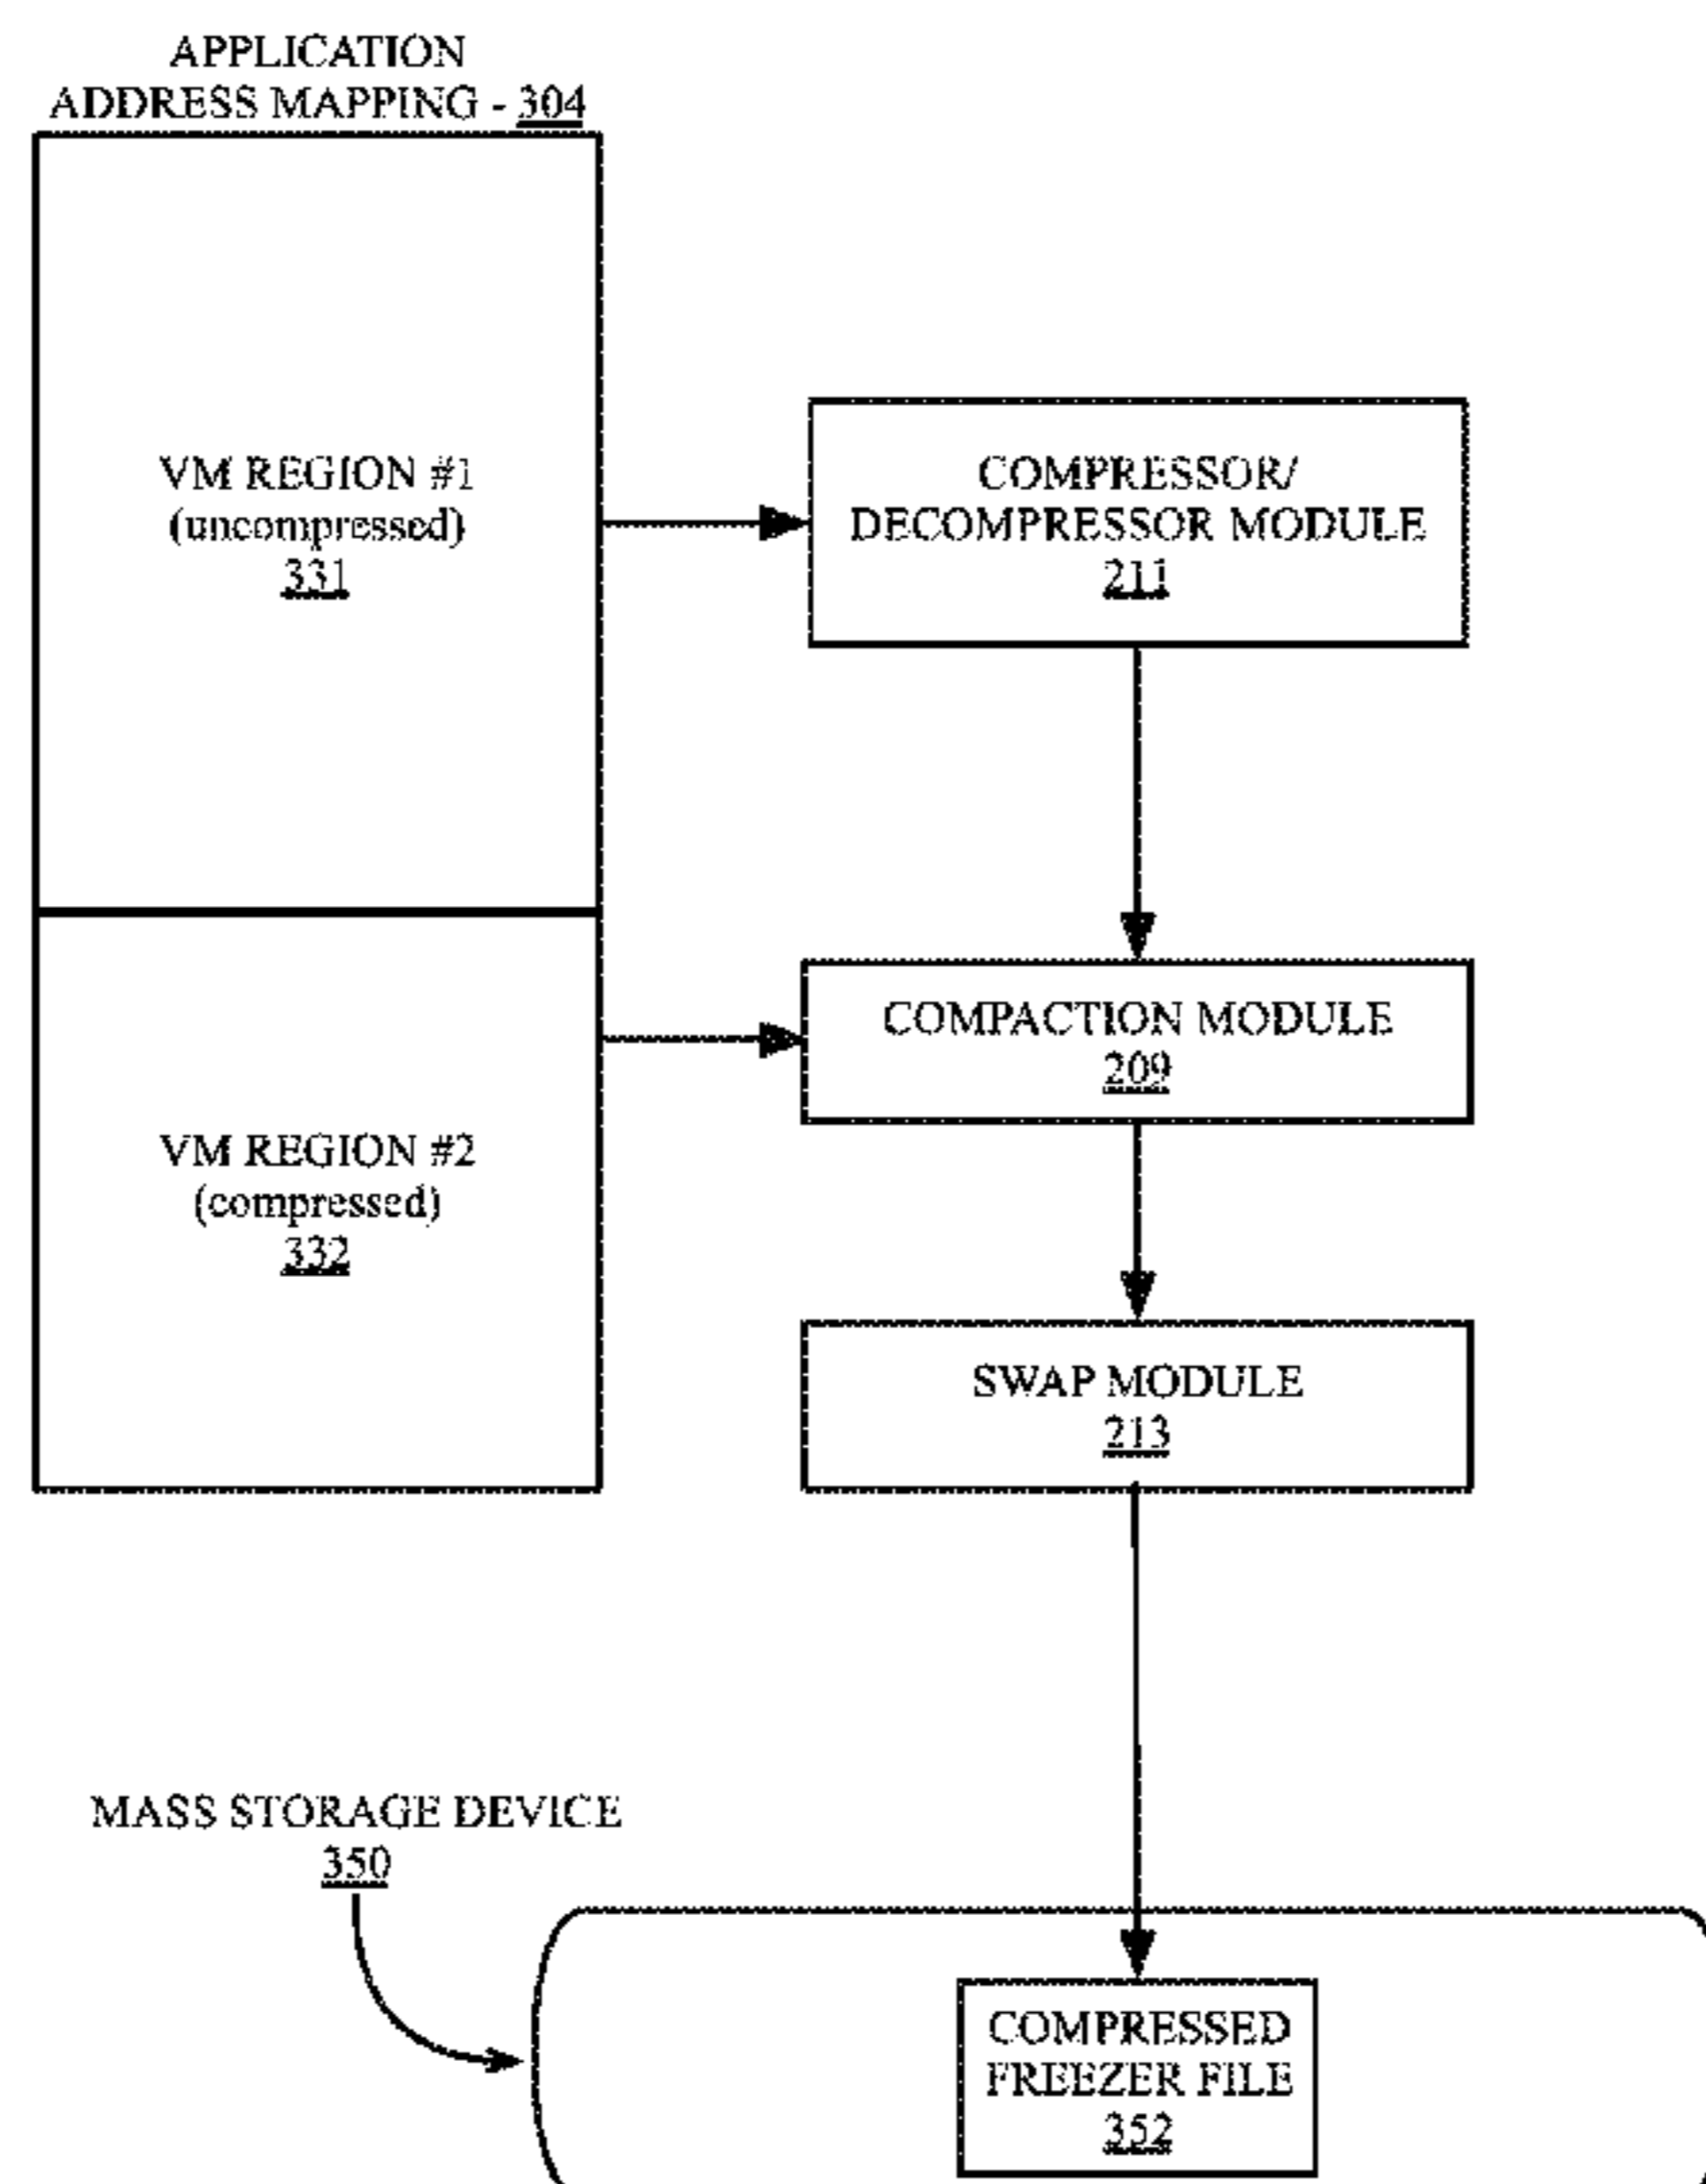 APPLICATION
ADDRESS MAPPING - 304
VM REGION #1
(uncompressed)
331
COMPRESSOR/
DECOMPRESSOR MODULE
211
COMPACTION MODULE
209
VM REGION #2
(compressed)
332
SWAP MODULE
213
MASS STORAGE DEVICE
350
COMPRESSED
FREEZER FILE
352